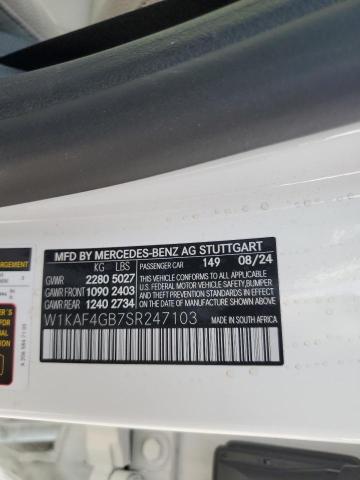 MFD BY MERCEDES-BENZ AG STUTTGART
KG LBS
GVWR 2280 5027
GAWR FRONT 1090 2403
GAWR REAR 1240 2734
PASSENGER CAR 149 08/24
THIS VEHICLE CONFORMS TO ALL APPLICABLE
U.S. FEDERAL MOTOR VEHICLE SAFETY, BUMPER,
AND THEFT PREVENTION STANDARDS IN EFFECT ON
THE DATE OF MANUFACTURE SHOWN ABOVE.
W1KAF4GB7SR247103
MADE IN SOUTH AFRICA